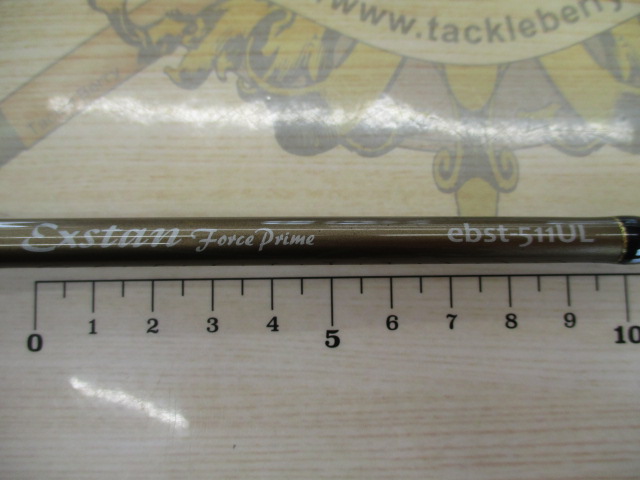 www.tackleberry
Exstan Force Prime ebst-511UL
0 1 2 3 4 5 6 7 8 9 10